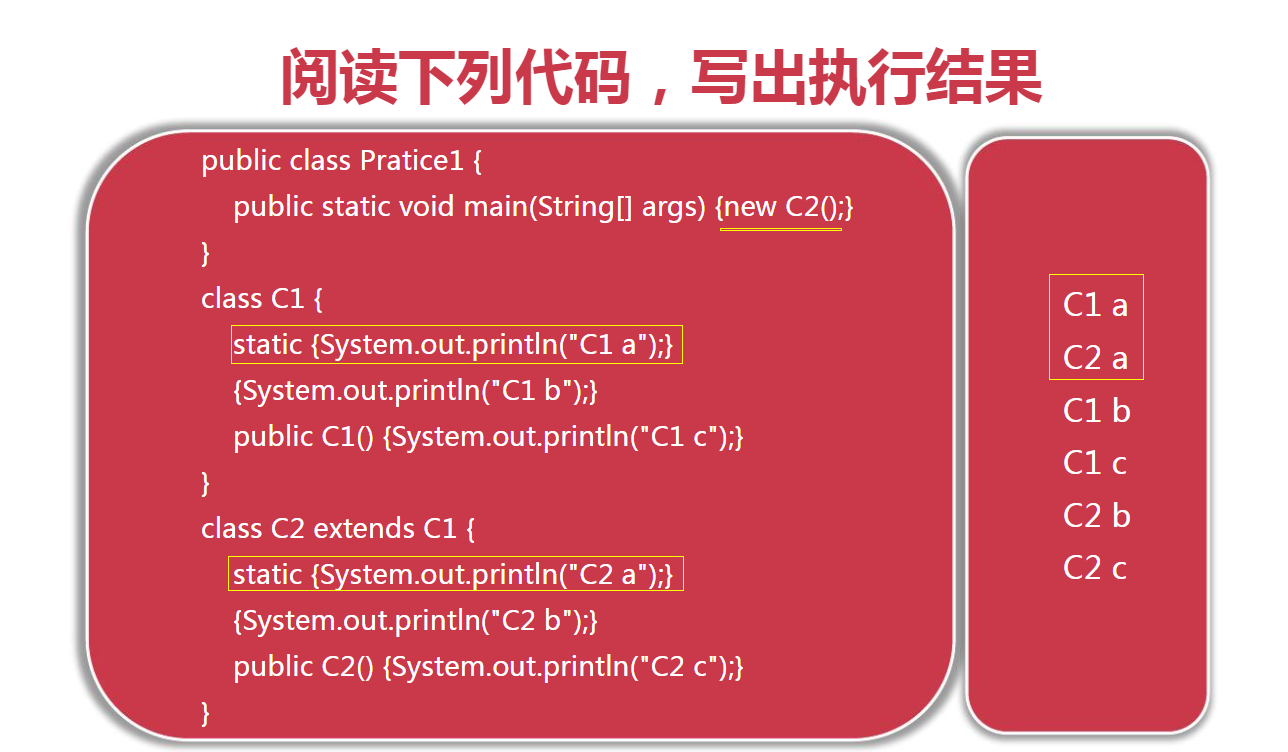 阅读下列代码，写出执行结果
public class Pratice1 {
public static void main(String[] args) {new C2();}
}
class C1 {
static {System.out.println("C1 a");}
{System.out.println("C1 b");}
public C1() {System.out.println("C1 c");}
}
class C2 extends C1 {
static {System.out.println("C2 a");}
{System.out.println("C2 b");}
public C2() {System.out.println("C2 c");}
}
C1 a
C2 a
C1 b
C1 c
C2 b
C2 c